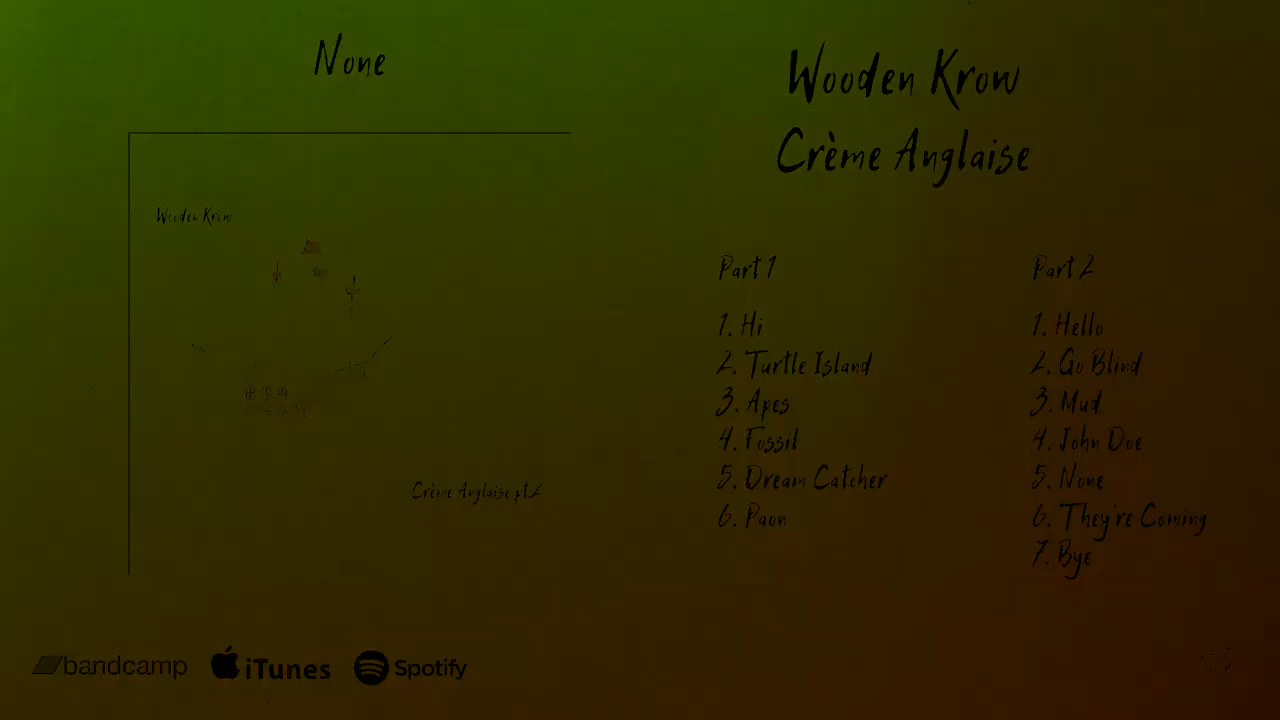 None
Wooden Krow
Crème Anglaise
Wooden Krow
Crème Anglaise pt.2
Part 1
1. Hi
2. Turtle Island
3. Apes
4. Fossil
5. Dream Catcher
6. Paon
Part 2
1. Hello
2. Go Blind
3. Mud
4. John Doe
5. None
6. They're Coming
7. Bye
bandcamp
iTunes
Spotify